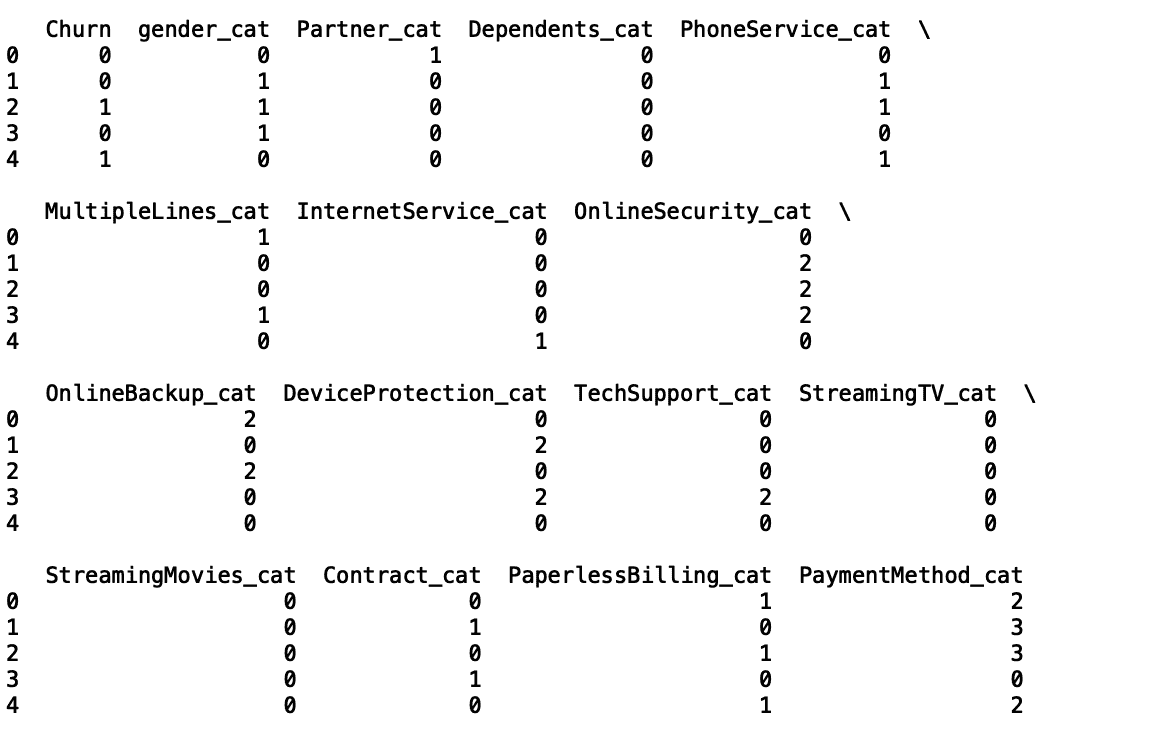 Churn gender_cat Partner_cat Dependents_cat PhoneService_cat \
0 0 0 1 0 0
1 0 1 0 0 1
2 1 1 0 0 1
3 0 1 0 0 0
4 1 0 0 0 1
MultipleLines_cat InternetService_cat OnlineSecurity_cat \
0 1 0 0
1 0 0 2
2 0 0 2
3 1 0 2
4 0 1 0
OnlineBackup_cat DeviceProtection_cat TechSupport_cat StreamingTV_cat \
0 2 0 0 0
1 0 2 0 0
2 2 0 0 0
3 0 2 2 0
4 0 0 0 0
StreamingMovies_cat Contract_cat PaperlessBilling_cat PaymentMethod_cat
0 0 0 1 2
1 0 1 0 3
2 0 0 1 3
3 0 1 0 0
4 0 0 1 2